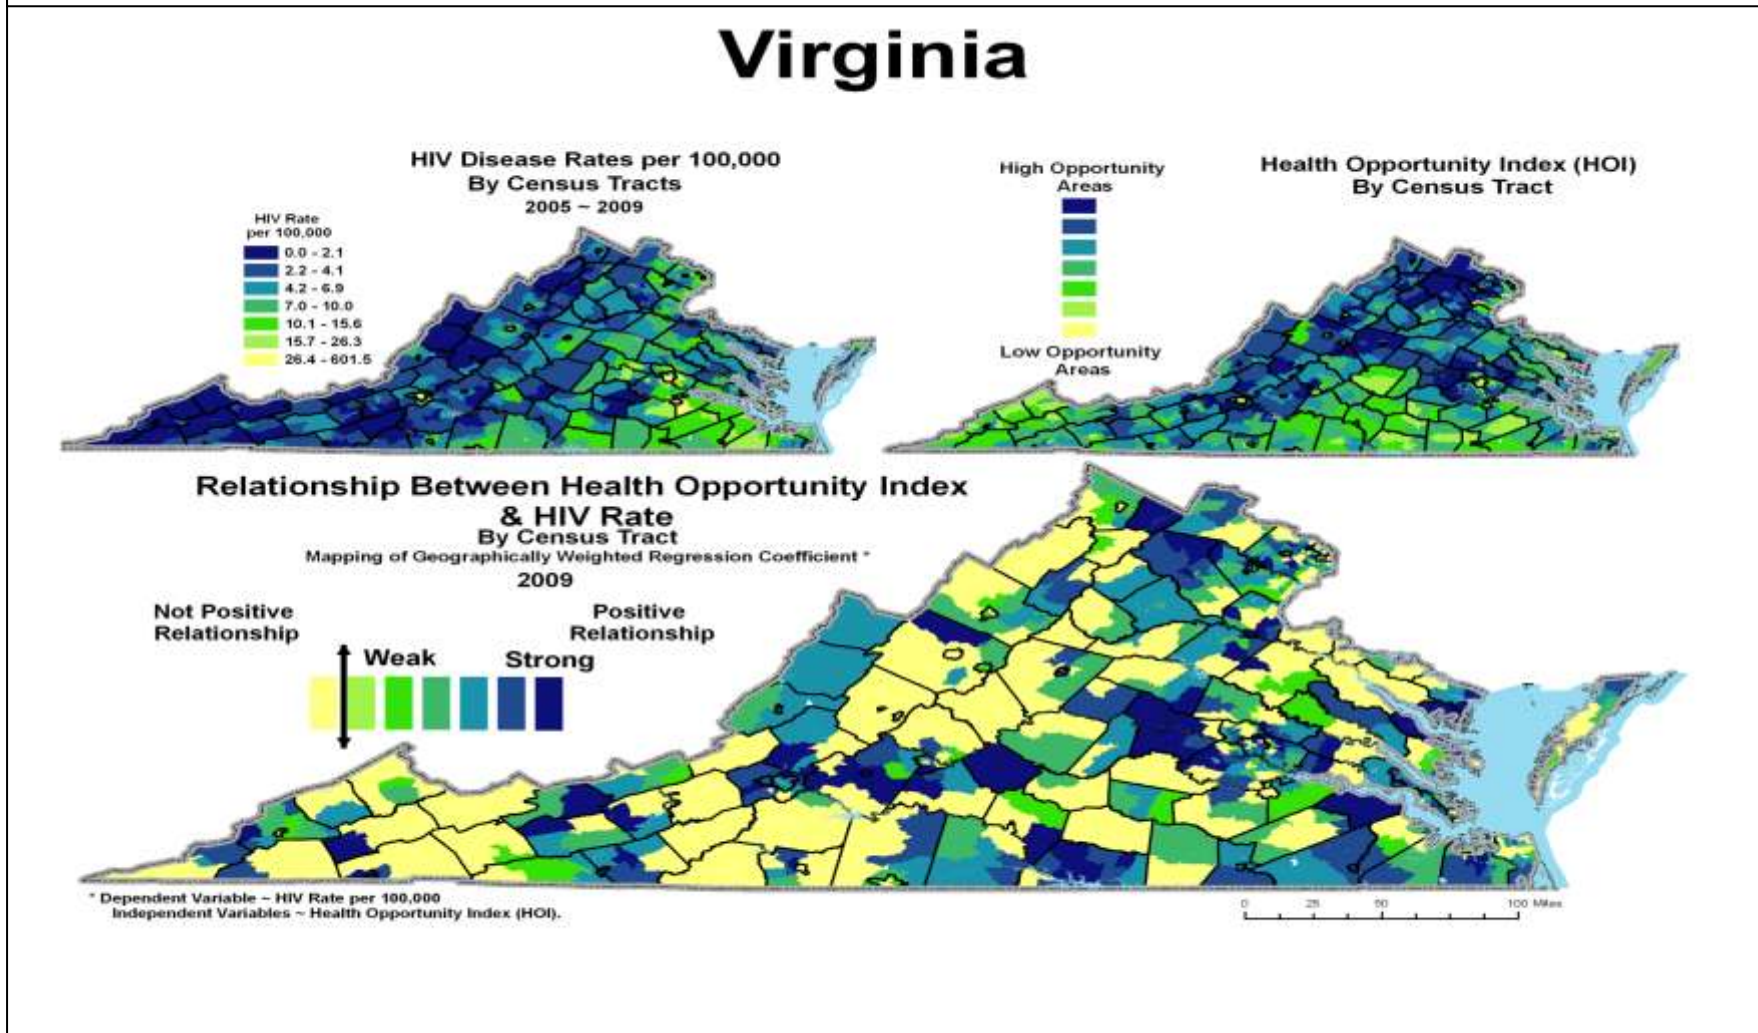 Virginia
HIV Disease Rates per 100,000
By Census Tracts
2005 ~ 2009
HIV Rate
per 100,000
0.0 - 2.1
2.2 - 4.1
4.2 - 6.9
7.0 - 10.0
10.1 - 15.6
15.7 - 26.3
26.4 - 601.5
High Opportunity
Areas
Low Opportunity
Areas
Health Opportunity Index (HOI)
By Census Tract
Relationship Between Health Opportunity Index
& HIV Rate
By Census Tract
Mapping of Geographically Weighted Regression Coefficient *
2009
Not Positive
Relationship
Positive
Relationship
Weak
Strong
* Dependent Variable ~ HIV Rate per 100,000
Independent Variables ~ Health Opportunity Index (HOI).
0 25 50 100 Miles